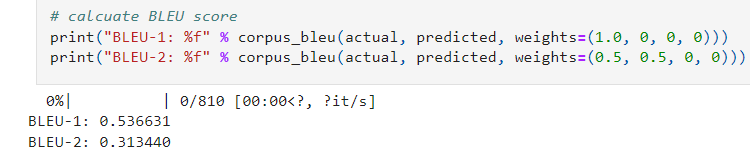 # calcuate BLEU score
print("BLEU-1: %f" % corpus_bleu(actual, predicted, weights=(1.0, 0, 0, 0)))
print("BLEU-2: %f" % corpus_bleu(actual, predicted, weights=(0.5, 0.5, 0, 0)))
0%|          | 0/810 [00:00<?, ?it/s]
BLEU-1: 0.536631
BLEU-2: 0.313440